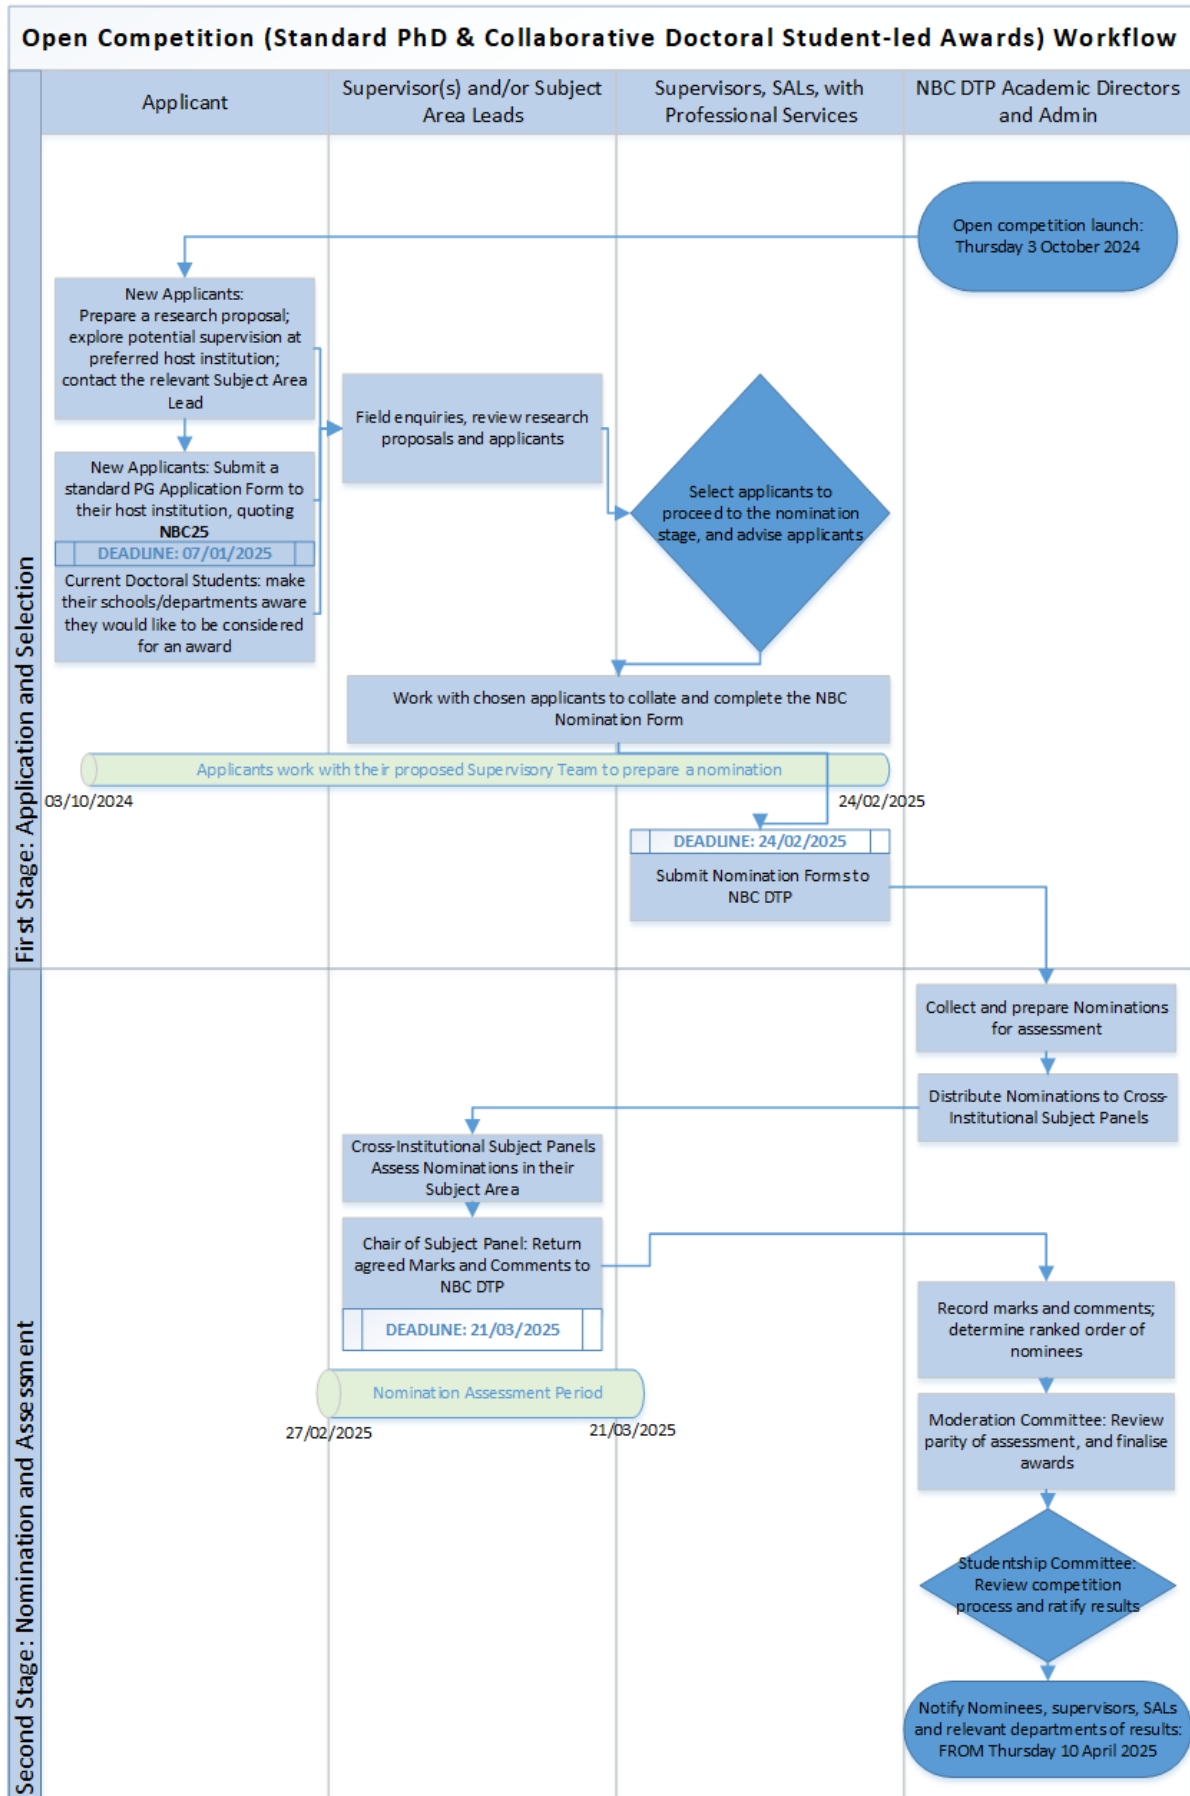 Open Competition (Standard PhD & Collaborative Doctoral Student-led Awards) Workflow
Applicant
Supervisor(s) and/or Subject
Area Leads
Supervisors, SALs, with
Professional Services
NBC DTP Academic Directors
and Admin
First Stage: Application and Selection
Open competition launch:
Thursday 3 October 2024
New Applicants:
Prepare a research proposal;
explore potential supervision at
preferred host institution;
contact the relevant Subject Area
Lead
New Applicants: Submit a
standard PG Application Form to
their host institution, quoting
NBC25
DEADLINE: 07/01/2025
Current Doctoral Students: make
their schools/departments aware
they would like to be considered
for an award
Field enquiries, review research
proposals and applicants
Select applicants to
proceed to the nomination
stage, and advise applicants
Work with chosen applicants to collate and complete the NBC
Nomination Form
Applicants work with their proposed Supervisory Team to prepare a nomination
03/10/2024
24/02/2025
DEADLINE: 24/02/2025
Submit Nomination Forms to
NBC DTP
Second Stage: Nomination and Assessment
Collect and prepare Nominations
for assessment
Distribute Nominations to Cross-
Institutional Subject Panels
Cross-Institutional Subject Panels
Assess Nominations in their
Subject Area
Chair of Subject Panel: Return
agreed Marks and Comments to
NBC DTP
DEADLINE: 21/03/2025
Nomination Assessment Period
27/02/2025
21/03/2025
Record marks and comments;
determine ranked order of
nominees
Moderation Committee: Review
parity of assessment, and finalise
awards
Studentship Committee:
Review competition
process and ratify results
Notify Nominees, supervisors, SALs
and relevant departments of results:
FROM Thursday 10 April 2025